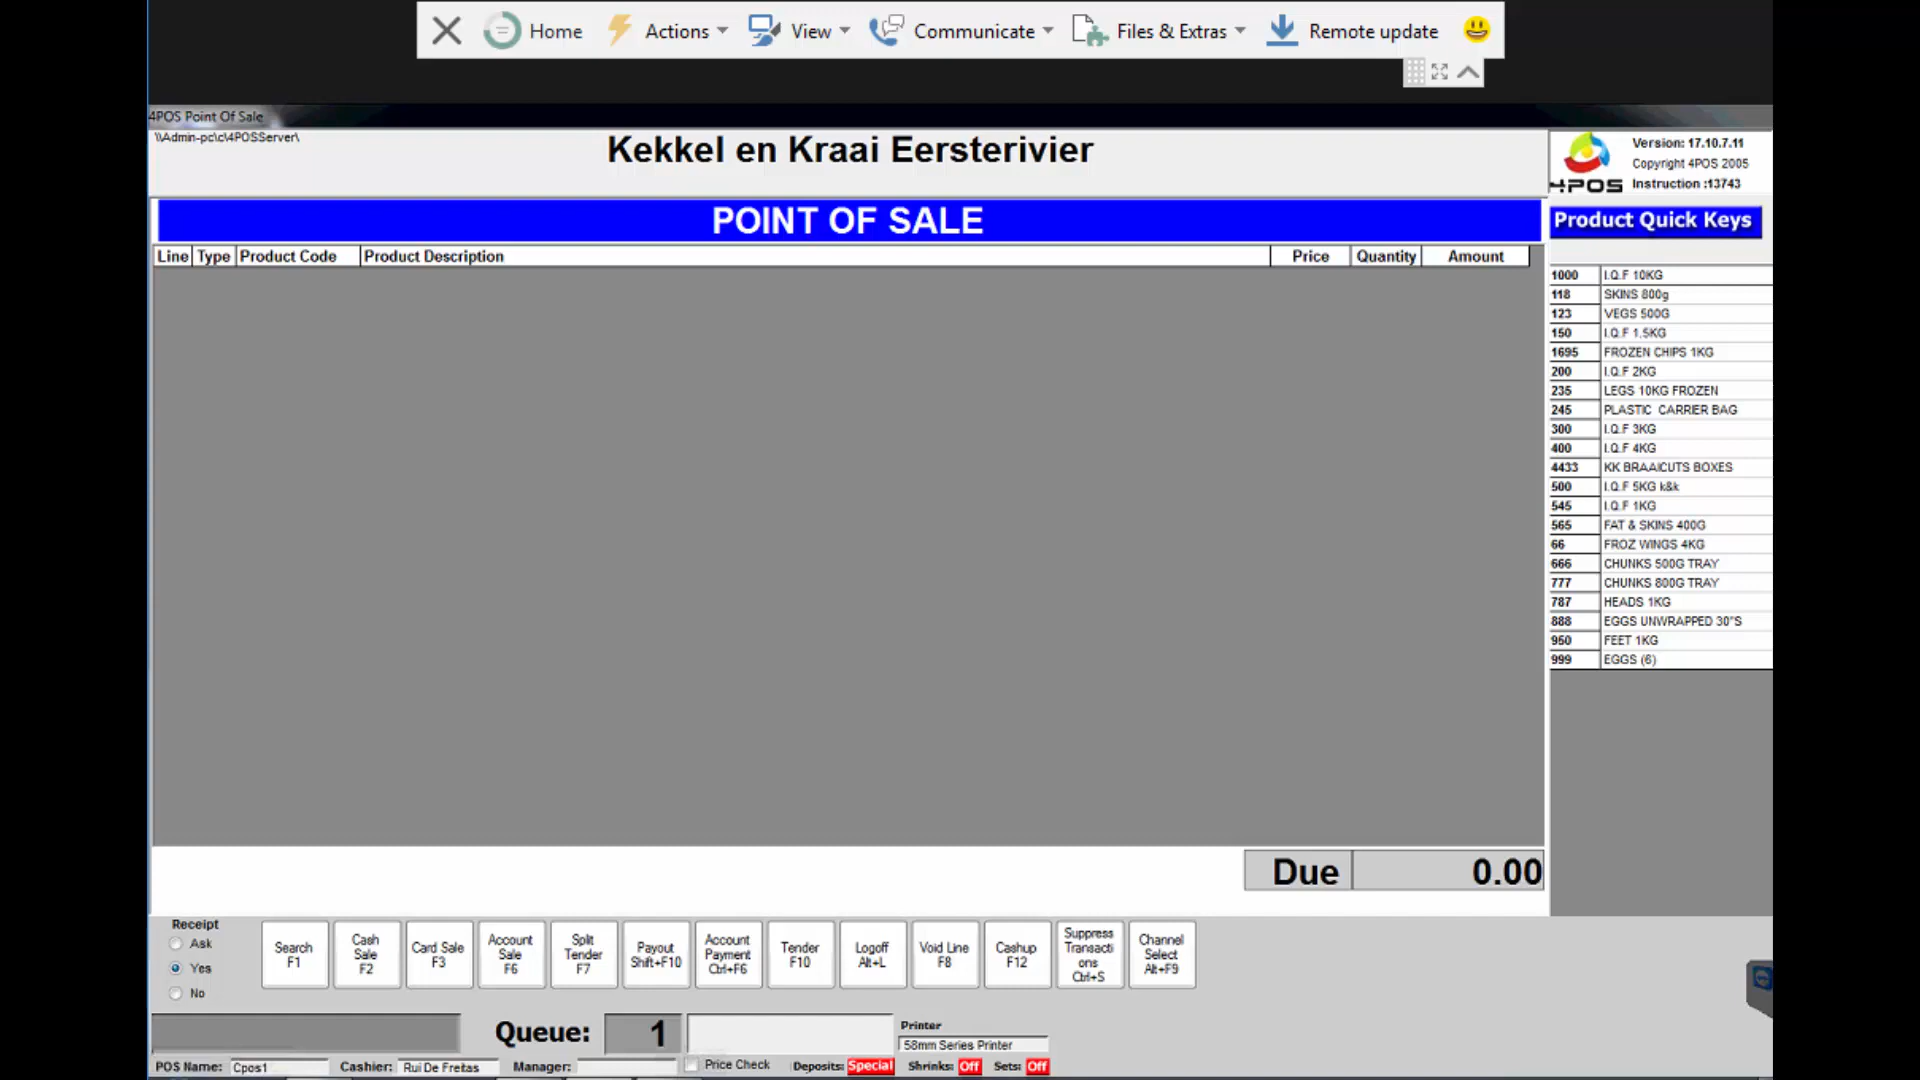 Home Actions View Communicate Files & Extras Remote update
4POS Point Of Sale
\\Admin-pc\c\4POSServer\
Kekkel en Kraai Eersterivier
4POS
Version: 17.10.7.11
Copyright 4POS 2005
Instruction :13743
POINT OF SALE
Product Quick Keys
Line Type Product Code Product Description Price Quantity Amount
1000 I.Q.F 10KG
118 SKINS 800g
123 VEGS 500G
150 I.Q.F 1.5KG
1695 FROZEN CHIPS 1KG
200 I.Q.F 2KG
235 LEGS 10KG FROZEN
245 PLASTIC CARRIER BAG
300 I.Q.F 3KG
400 I.Q.F 4KG
4433 KK BRAAICUTS BOXES
500 I.Q.F 5KG k&k
545 I.Q.F 1KG
565 FAT & SKINS 400G
66 FROZ WINGS 4KG
666 CHUNKS 500G TRAY
777 CHUNKS 800G TRAY
787 HEADS 1KG
888 EGGS UNWRAPPED 30"S
950 FEET 1KG
999 EGGS (6)
Due 0.00
Receipt
Ask
Yes
No
Search
F1
Cash
Sale
F2
Card Sale
F3
Account
Sale
F6
Split
Tender
F7
Payout
Shift+F10
Account
Payment
Ctrl+F6
Tender
F10
Logoff
Alt+L
Void Line
F8
Cashup
F12
Suppress
Transacti
ons
Ctrl+S
Channel
Select
Alt+F9
Queue: 1
Printer
58mm Series Printer
POS Name: Cpos1 Cashier: Rui De Freitas Manager: Price Check Deposits: Special Shrinks: Off Sets: Off